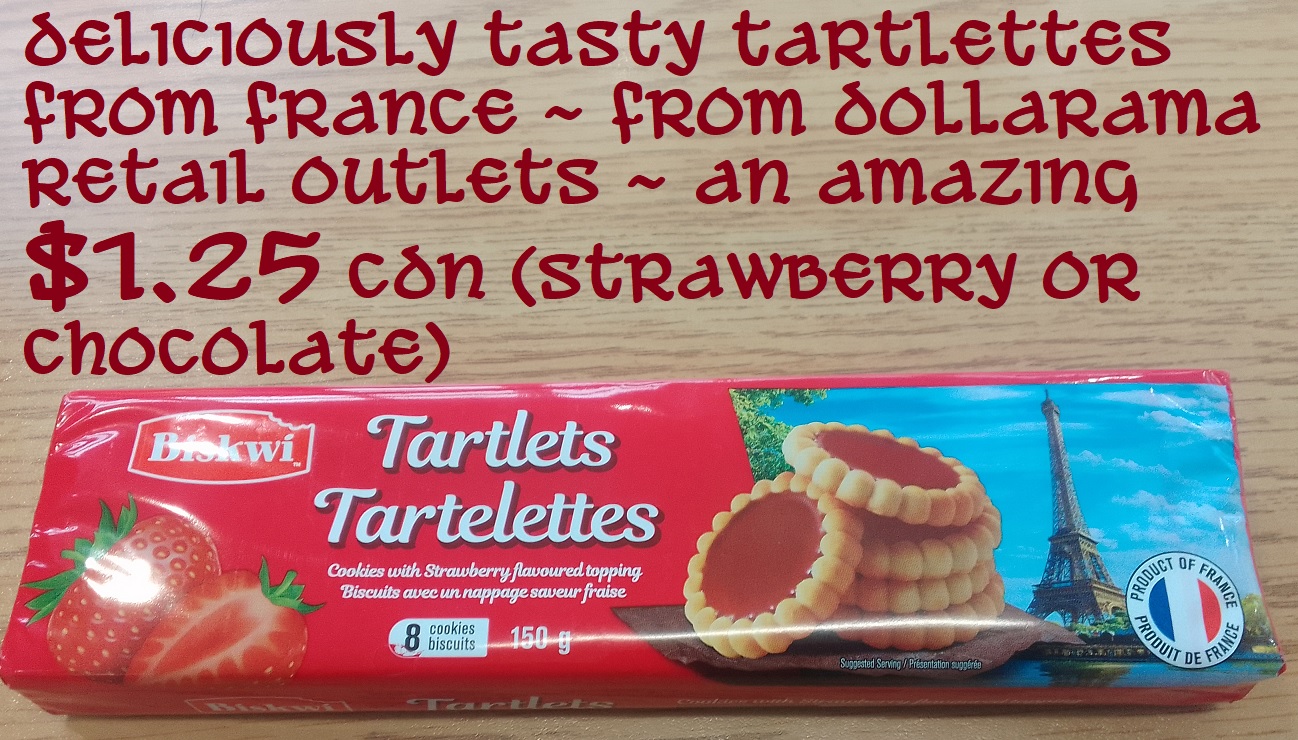 deliciously tasty tartlettes
from france ~ from dollarama
retail outlets ~ an amazing
$1.25 cdn (strawberry or
chocolate)
Biskwi™
Tartlets
Tartelettes
Cookies with Strawberry flavoured topping
Biscuits avec un nappage saveur fraise
8 cookies
biscuits
150 g
Suggested Serving / Présentation suggérée
PRODUCT OF FRANCE
PRODUIT DE FRANCE
Biskwi
Tartlets